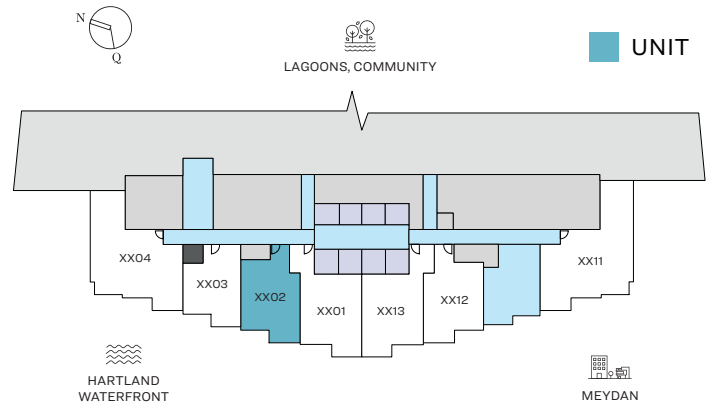 N
Q
LAGOONS, COMMUNITY
UNIT
XX04
XX03
XX02
XX01
XX13
XX12
XX11
HARTLAND
WATERFRONT
MEYDAN